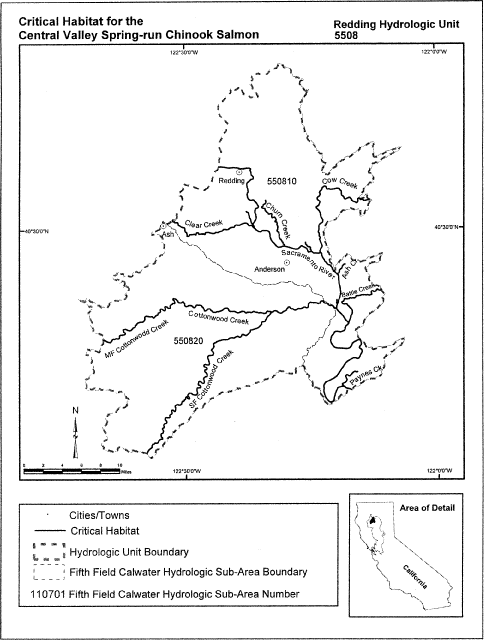 Critical Habitat for the
Central Valley Spring-run Chinook Salmon
Redding Hydrologic Unit
5508
122°30'0"W
122°0'0"W
Redding
550810
Cow Creek
Churn Creek
Clear Creek
40°30'0"N
40°30'0"N
Ash
Sacramento River
Ash Cr
Anderson
Battle Creek
Cottonwood Creek
MF Cottonwood Creek
550820
SF Cottonwood Creek
Paynes Ck
N
0 2 4 6 8 10
Miles
122°30'0"W
122°0'0"W
Cities/Towns
Critical Habitat
Hydrologic Unit Boundary
Fifth Field Calwater Hydrologic Sub-Area Boundary
110701 Fifth Field Calwater Hydrologic Sub-Area Number
Area of Detail
California